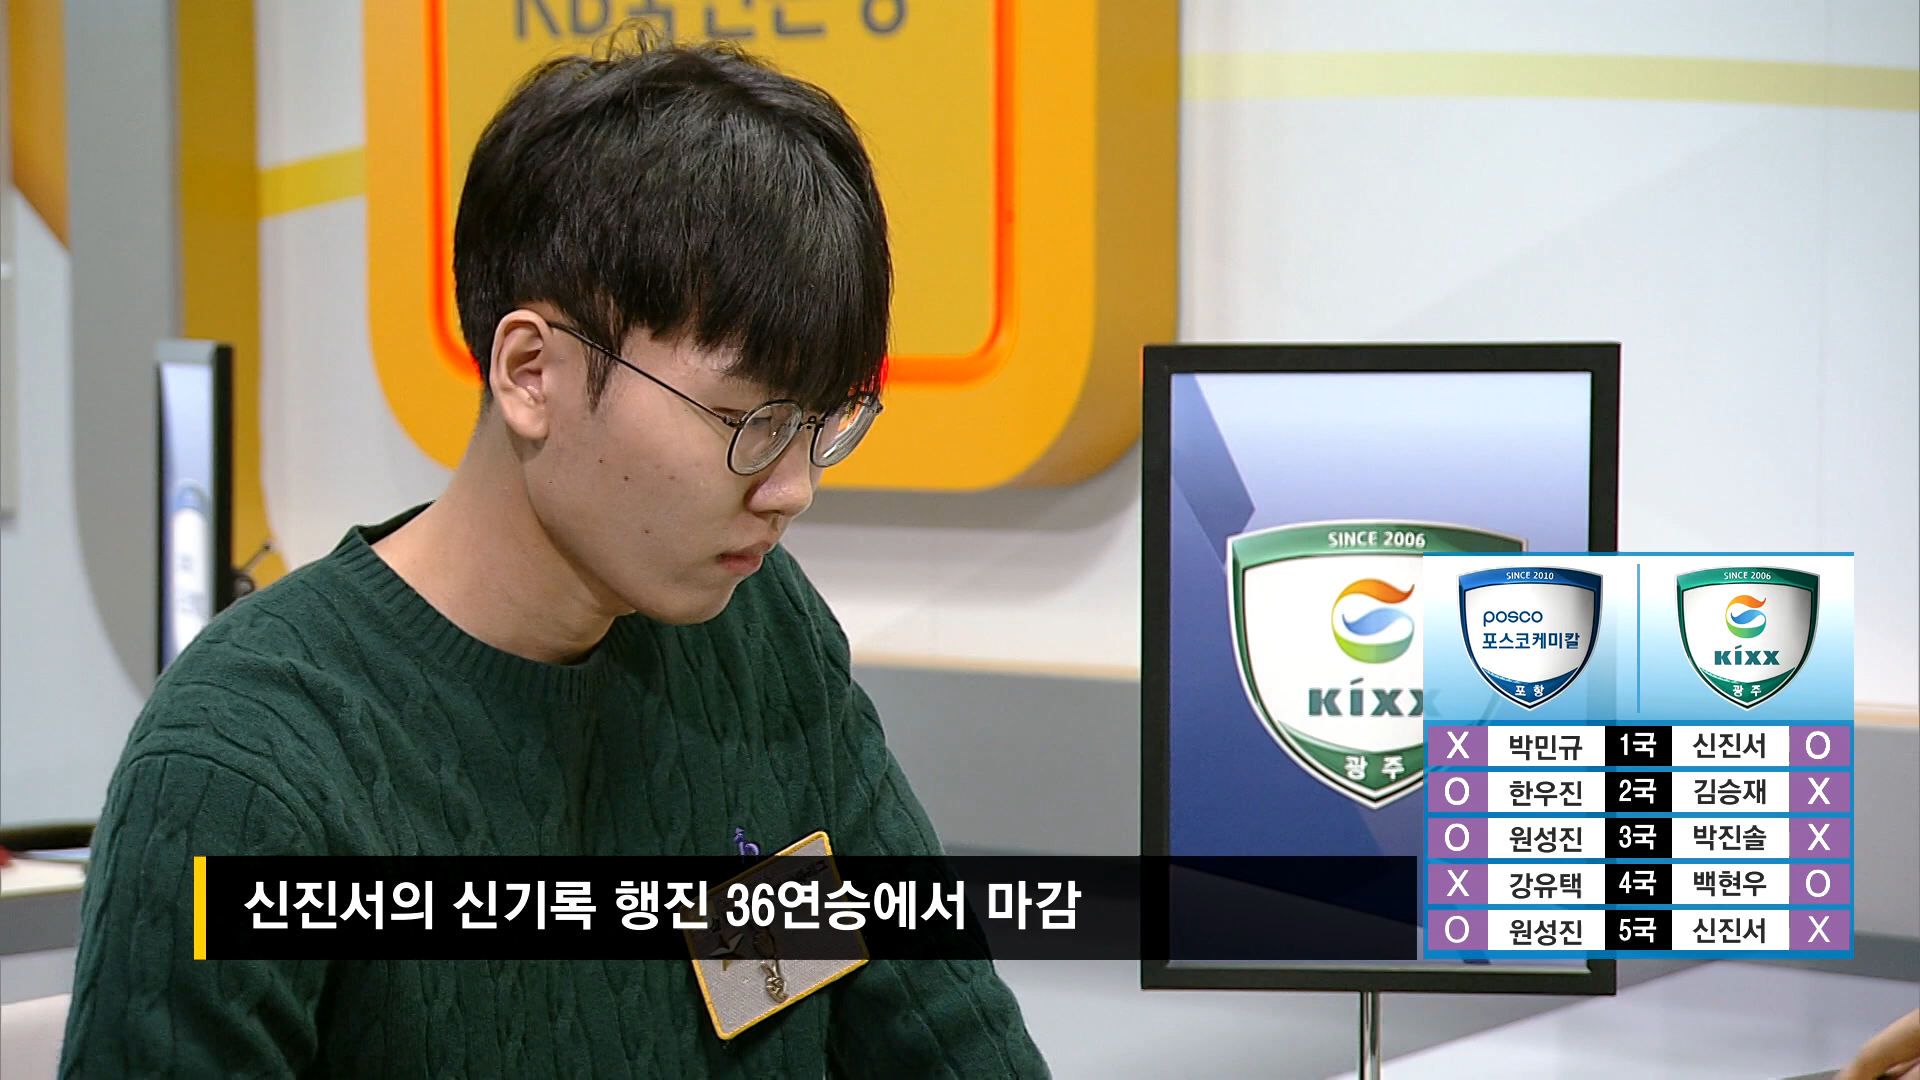 KB국민은행
SINCE 2006
KIXX
광주
SINCE 2010
posco
포스코케미칼
포항
SINCE 2006
KIXX
광주
X 박민규 1국 신진서 O
O 한우진 2국 김승재 X
O 원성진 3국 박진솔 X
X 강유택 4국 백현우 O
O 원성진 5국 신진서 X
신진서의 신기록 행진 36연승에서 마감